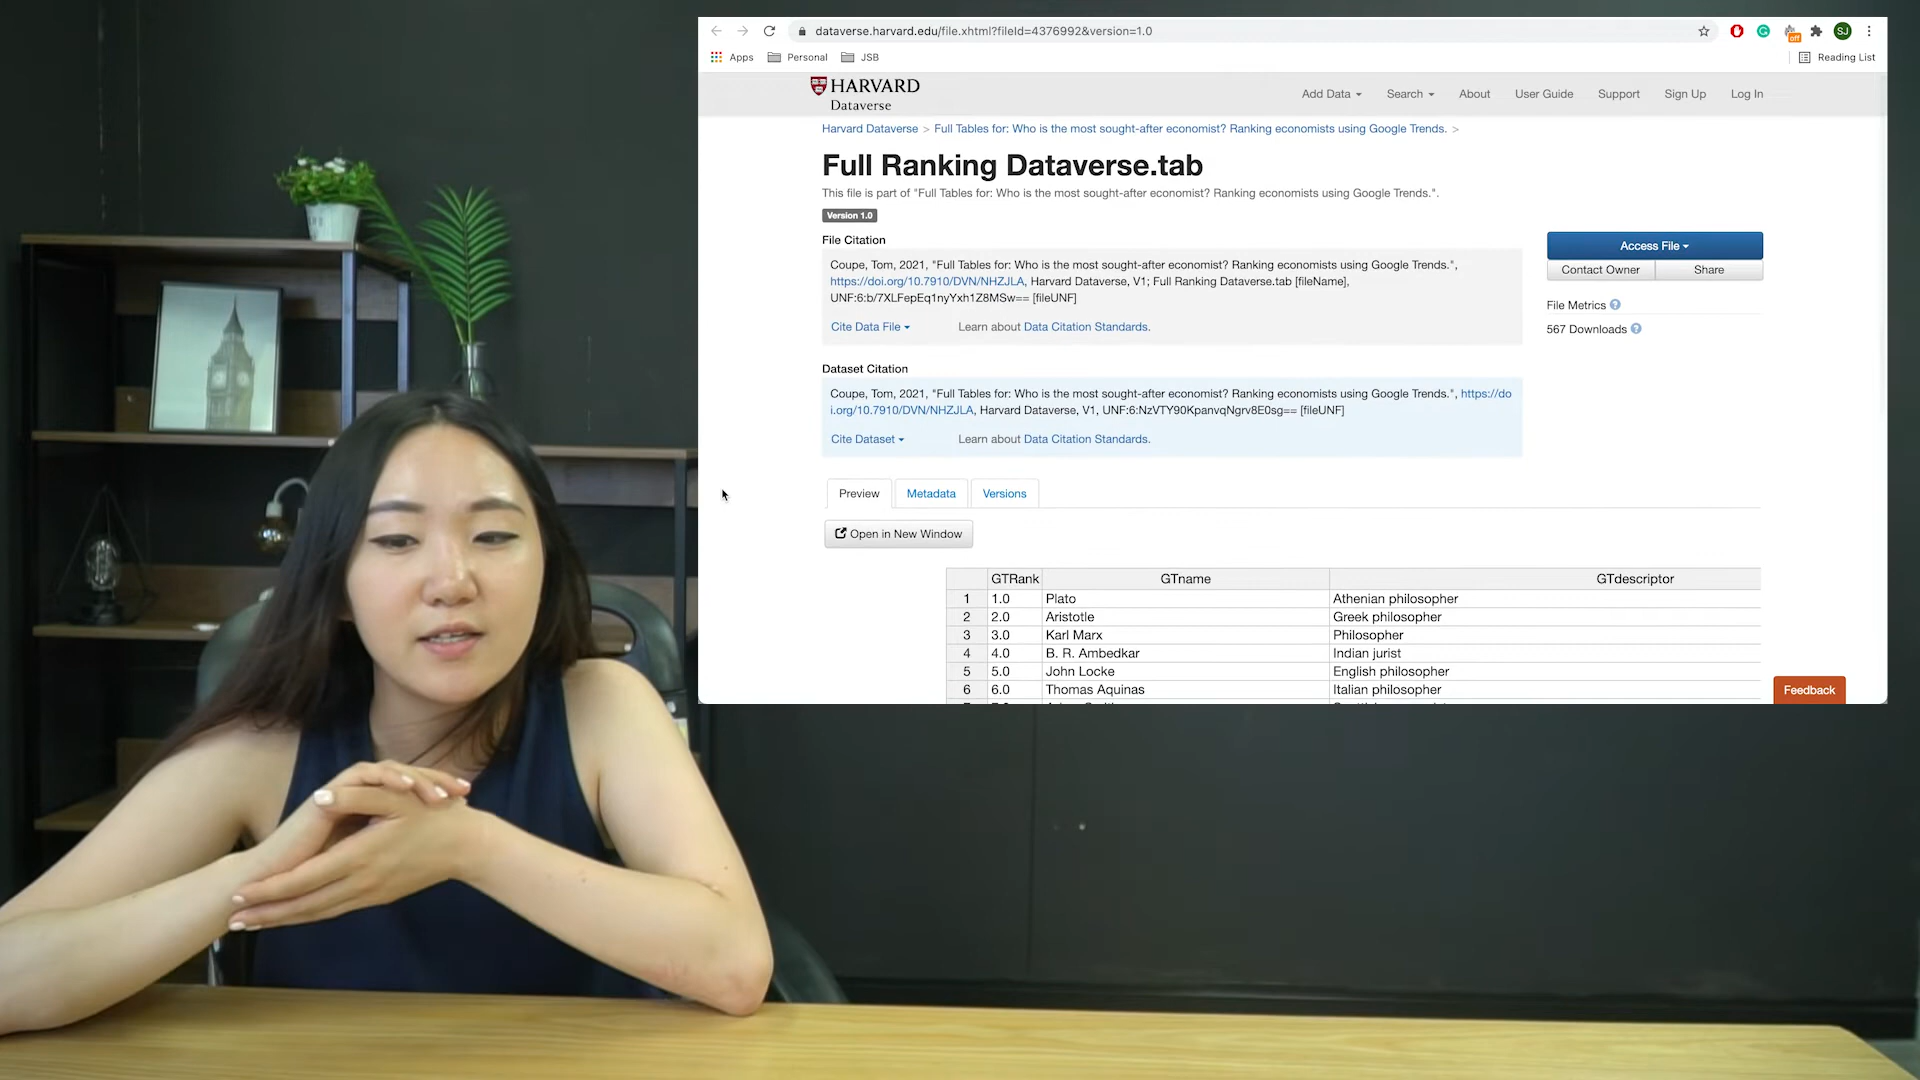 dataverse.harvard.edu/file.xhtml?fileId=4376992&version=1.0
off
SJ
Apps Personal JSB Reading List
HARVARD
Dataverse
Add Data Search About User Guide Support Sign Up Log In
Harvard Dataverse > Full Tables for: Who is the most sought-after economist? Ranking economists using Google Trends. >
Full Ranking Dataverse.tab
This file is part of "Full Tables for: Who is the most sought-after economist? Ranking economists using Google Trends.".
Version 1.0
File Citation
Coupe, Tom, 2021, "Full Tables for: Who is the most sought-after economist? Ranking economists using Google Trends.",
https://doi.org/10.7910/DVN/NHZJLA, Harvard Dataverse, V1; Full Ranking Dataverse.tab [fileName],
UNF:6:b/7XLFepEq1nyYxh1Z8MSw== [fileUNF]
Cite Data File Learn about Data Citation Standards.
Access File
Contact Owner Share
File Metrics ?
567 Downloads ?
Dataset Citation
Coupe, Tom, 2021, "Full Tables for: Who is the most sought-after economist? Ranking economists using Google Trends.", https://do
i.org/10.7910/DVN/NHZJLA, Harvard Dataverse, V1, UNF:6:NzVTY90KpanvqNgrv8E0sg== [fileUNF]
Cite Dataset Learn about Data Citation Standards.
Preview Metadata Versions
Open in New Window
GTRank GTname GTdescriptor
1 1.0 Plato Athenian philosopher
2 2.0 Aristotle Greek philosopher
3 3.0 Karl Marx Philosopher
4 4.0 B. R. Ambedkar Indian jurist
5 5.0 John Locke English philosopher
6 6.0 Thomas Aquinas Italian philosopher
Feedback